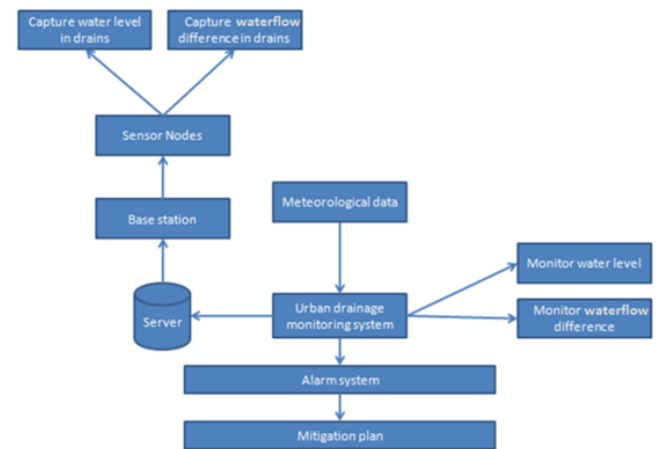 Capture water level
in drains
Capture waterflow
difference in drains
Sensor Nodes
Base station
Meteorological data
Monitor water level
Server
Urban drainage
monitoring system
Monitor waterflow
difference
Alarm system
Mitigation plan